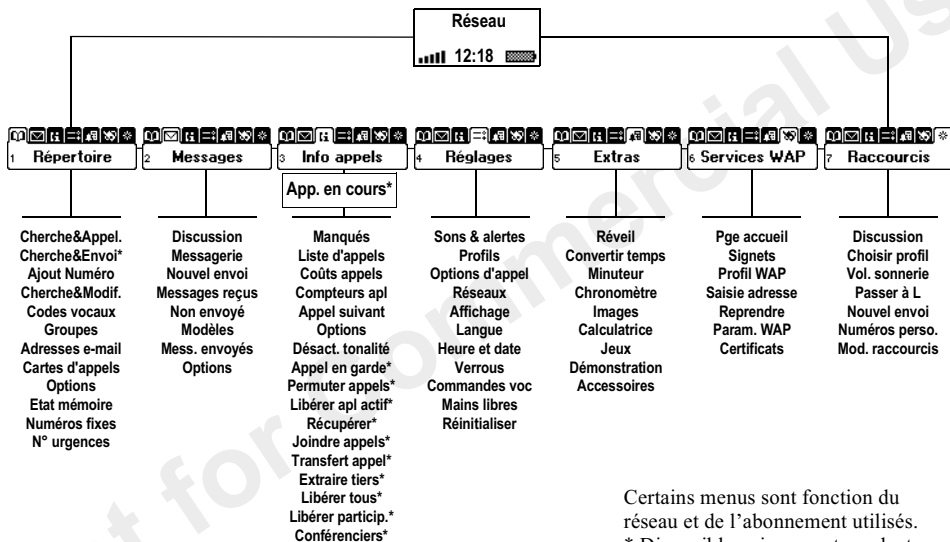 Réseau
12:18
1 Répertoire
2 Messages
3 Info appels
4 Réglages
5 Extras
6 Services WAP
7 Raccourcis
App. en cours*
Cherche&Appel.
Cherche&Envoi*
Ajout Numéro
Cherche&Modif.
Codes vocaux
Groupes
Adresses e-mail
Cartes d'appels
Options
Etat mémoire
Numéros fixes
N° urgences
Discussion
Messagerie
Nouvel envoi
Messages reçus
Non envoyé
Modèles
Mess. envoyés
Options
Manqués
Liste d'appels
Coûts appels
Compteurs apl
Appel suivant
Options
Désact. tonalité
Appel en garde*
Permuter appels*
Libérer apl actif*
Récupérer*
Joindre appels*
Transfert appel*
Extraire tiers*
Libérer tous*
Libérer particip.*
Conférenciers*
Sons & alertes
Profils
Options d'appel
Réseaux
Affichage
Langue
Heure et date
Verrous
Commandes voc
Mains libres
Réinitialiser
Réveil
Convertir temps
Minuteur
Chronomètre
Images
Calculatrice
Jeux
Démonstration
Accessoires
Pge accueil
Signets
Profil WAP
Saisie adresse
Reprendre
Param. WAP
Certificats
Discussion
Choisir profil
Vol. sonnerie
Passer à L
Nouvel envoi
Numéros perso.
Mod. raccourcis
Certains menus sont fonction du
réseau et de l'abonnement utilisés.
t for Commercial Us